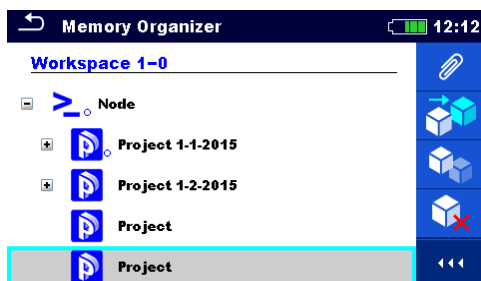 Memory Organizer 12:12
Workspace 1-0
Node
Project 1-1-2015
Project 1-2-2015
Project
Project